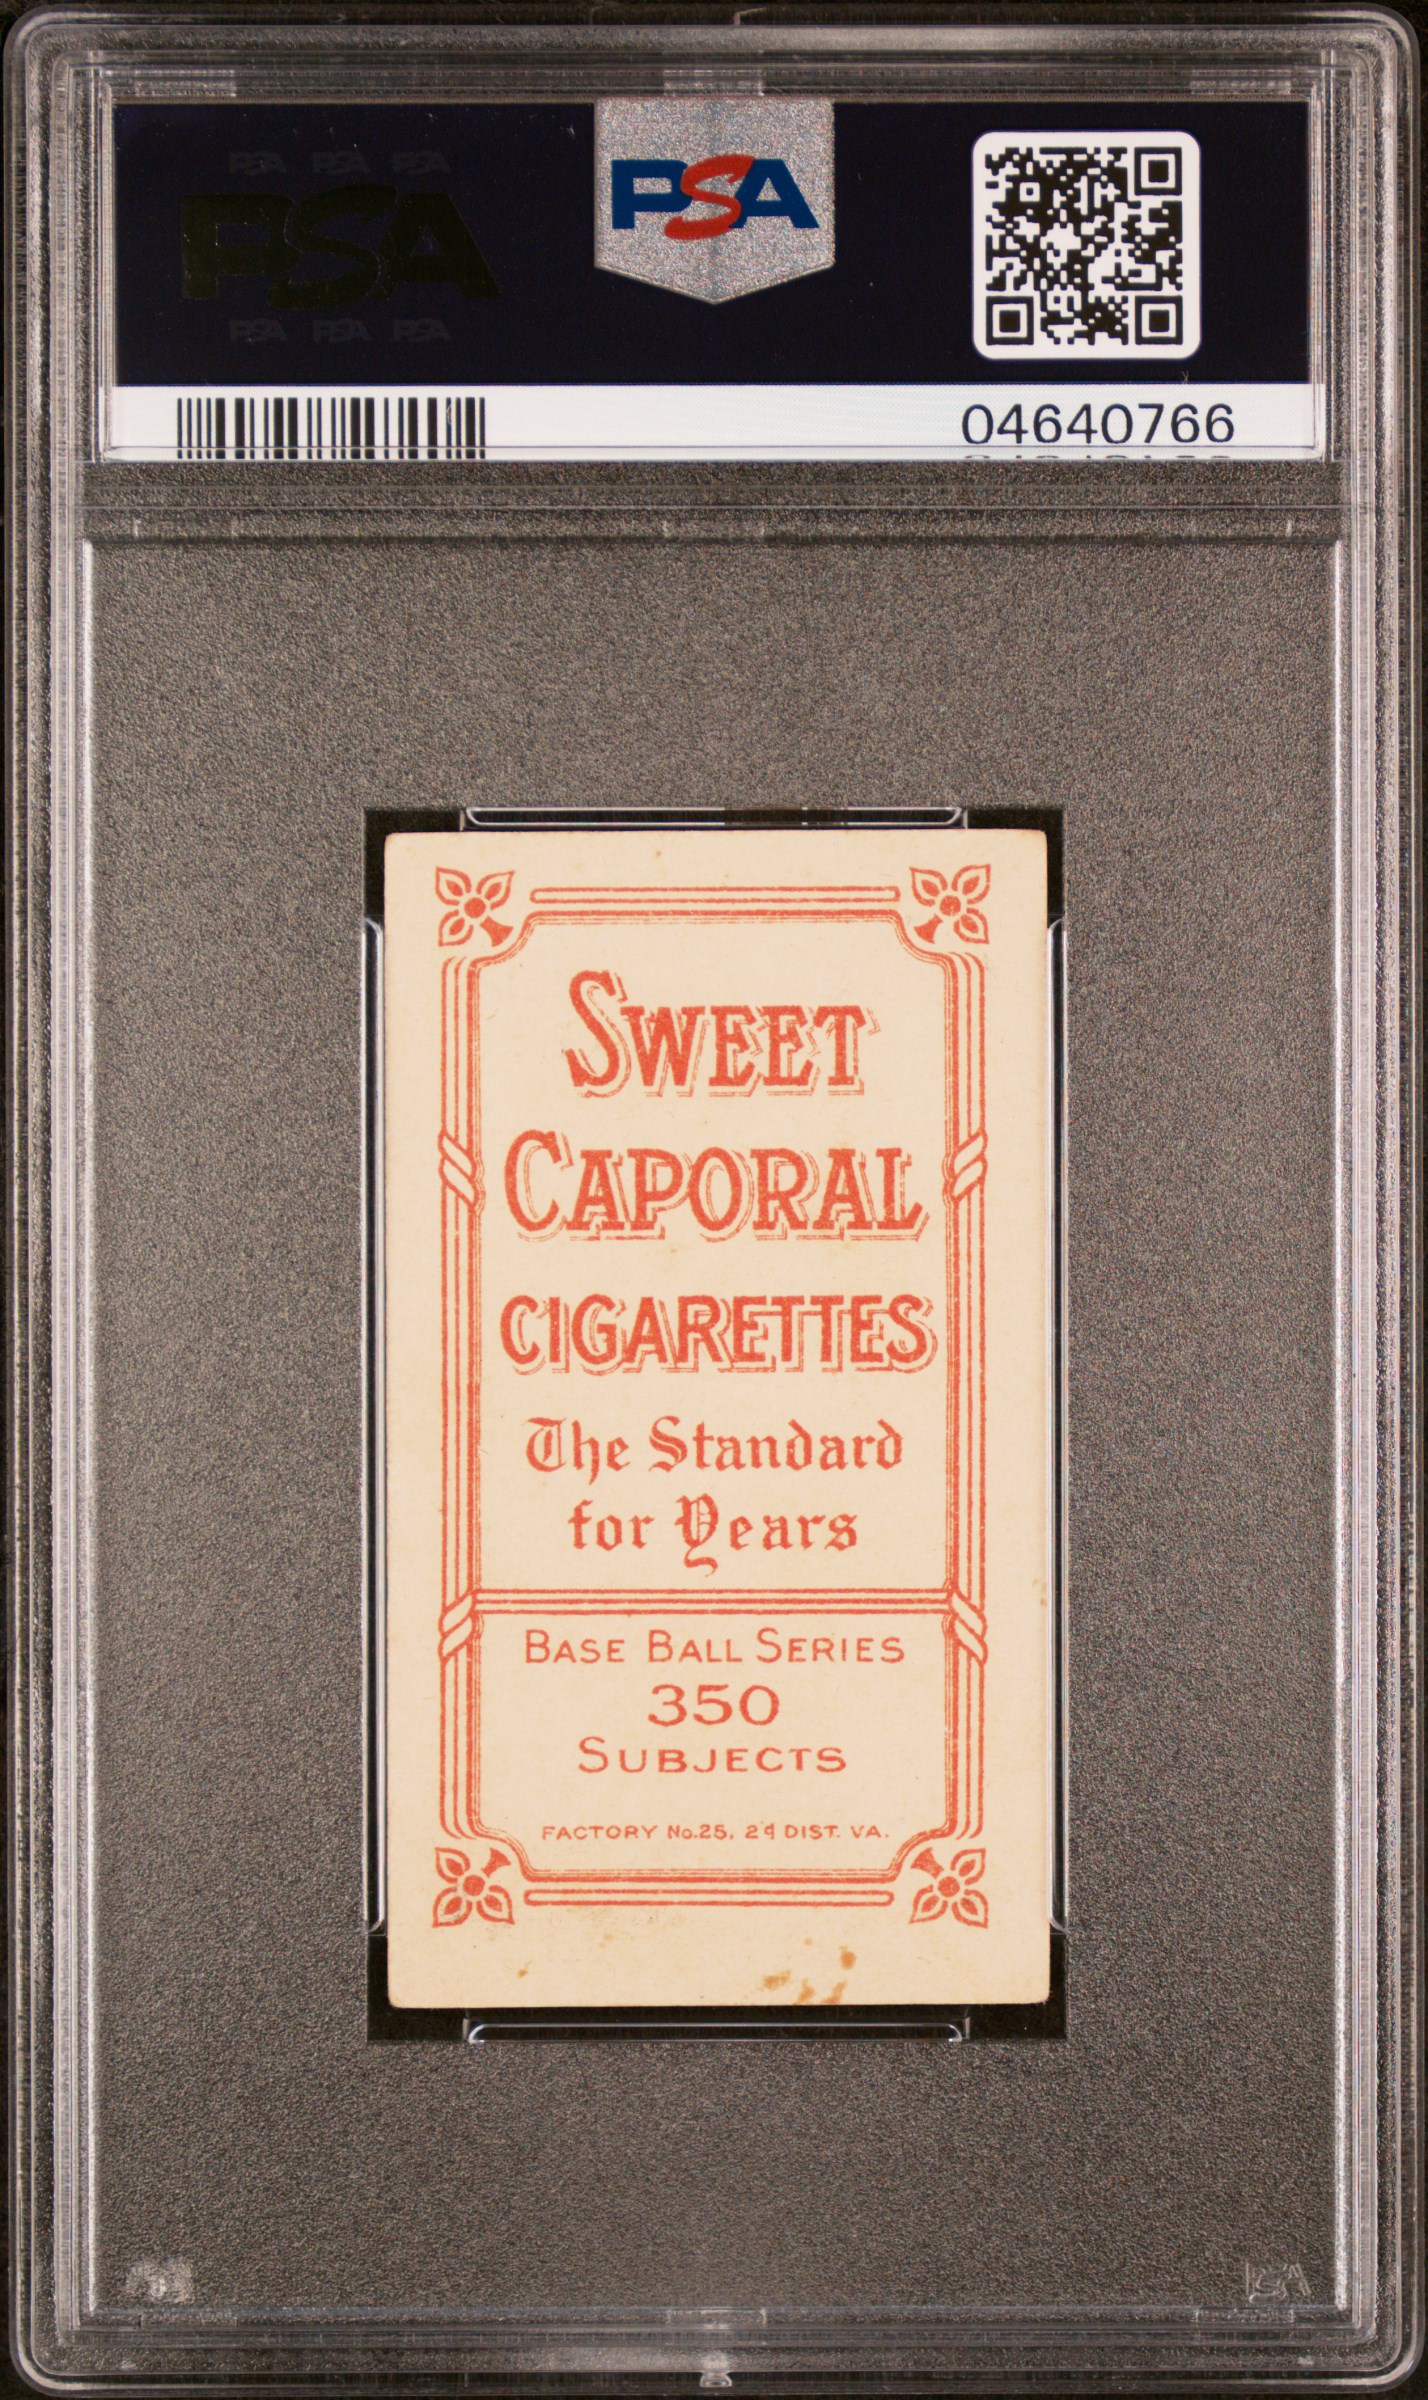 PSA PSA PSA
PSA
PSA PSA PSA
PSA
04640766
SWEET
CAPORAL
CIGARETTES
The Standard
for Years
BASE BALL SERIES
350
SUBJECTS
FACTORY No. 25, 2d DIST. VA.
PSA